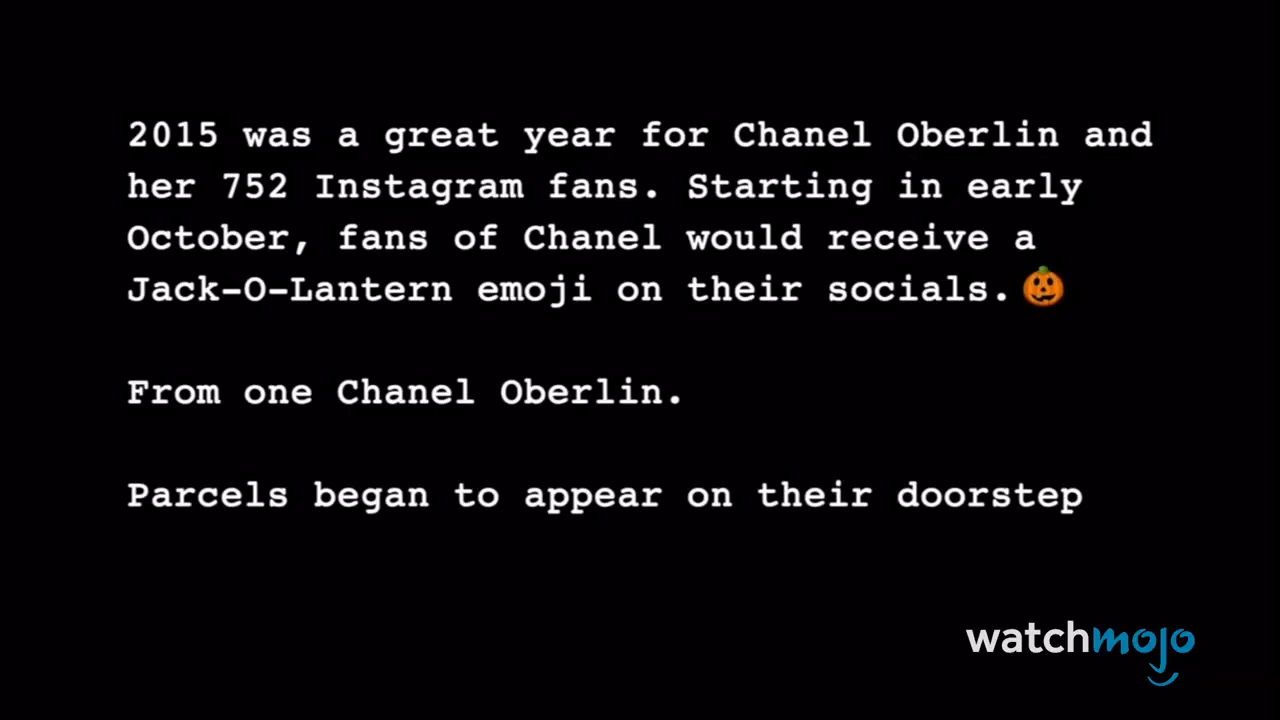 2015 was a great year for Chanel Oberlin and
her 752 Instagram fans. Starting in early
October, fans of Chanel would receive a
Jack-O-Lantern emoji on their socials. 🎃
From one Chanel Oberlin.
Parcels began to appear on their doorstep
watchmojo